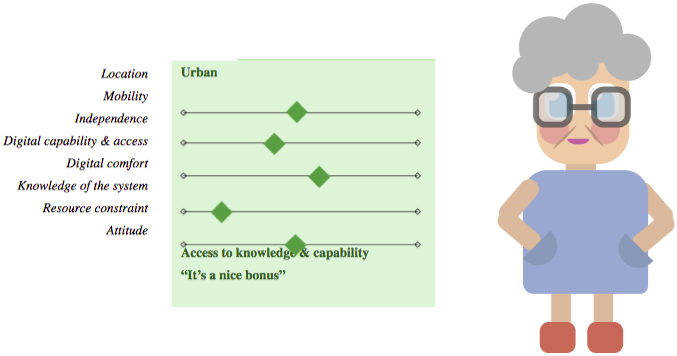 Location
Urban
Mobility
Independence
Digital capability & access
Digital comfort
Knowledge of the system
Resource constraint
Attitude
Access to knowledge & capability
“It’s a nice bonus”